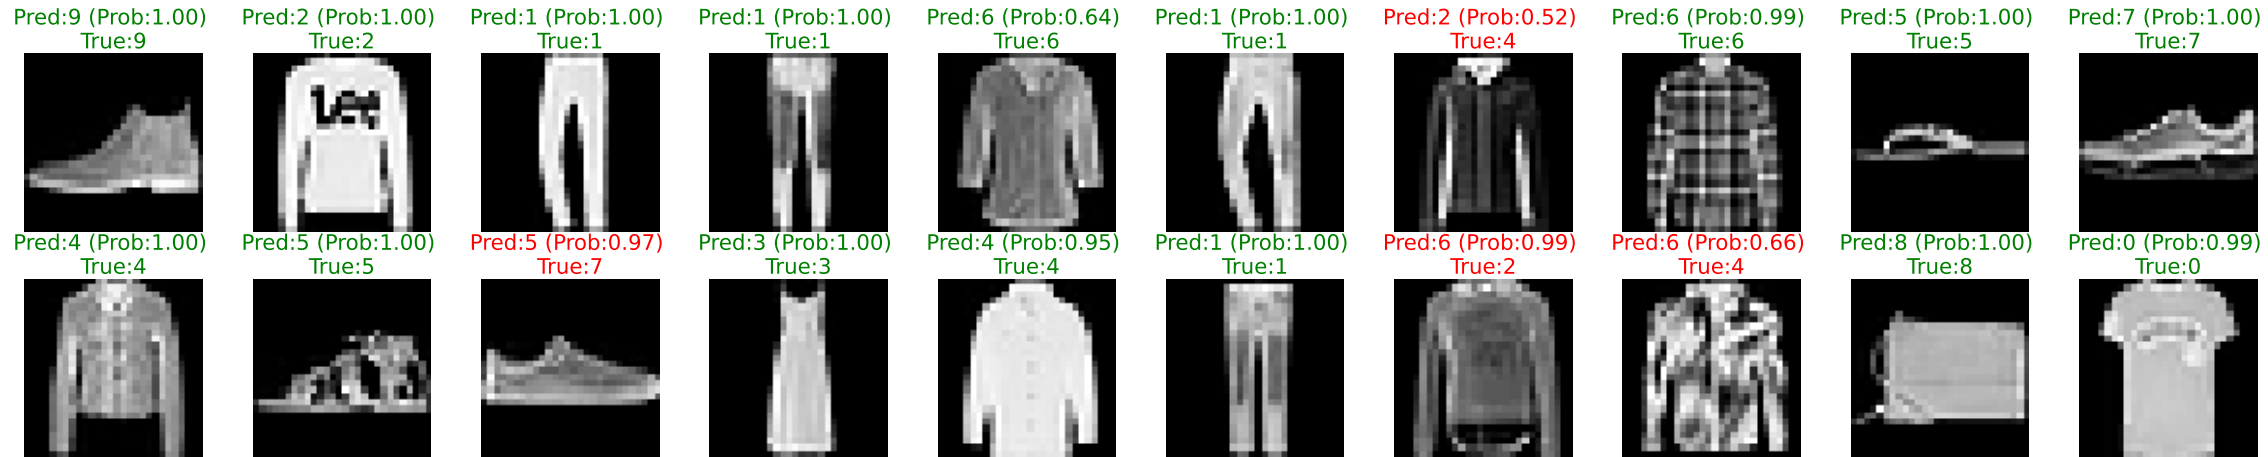 Pred:9 (Prob:1.00)
True:9
Pred:2 (Prob:1.00)
True:2
Pred:1 (Prob:1.00)
True:1
Pred:1 (Prob:1.00)
True:1
Pred:6 (Prob:0.64)
True:6
Pred:1 (Prob:1.00)
True:1
Pred:2 (Prob:0.52)
True:4
Pred:6 (Prob:0.99)
True:6
Pred:5 (Prob:1.00)
True:5
Pred:7 (Prob:1.00)
True:7
Lee
Pred:4 (Prob:1.00)
True:4
Pred:5 (Prob:1.00)
True:5
Pred:5 (Prob:0.97)
True:7
Pred:3 (Prob:1.00)
True:3
Pred:4 (Prob:0.95)
True:4
Pred:1 (Prob:1.00)
True:1
Pred:6 (Prob:0.99)
True:2
Pred:6 (Prob:0.66)
True:4
Pred:8 (Prob:1.00)
True:8
Pred:0 (Prob:0.99)
True:0